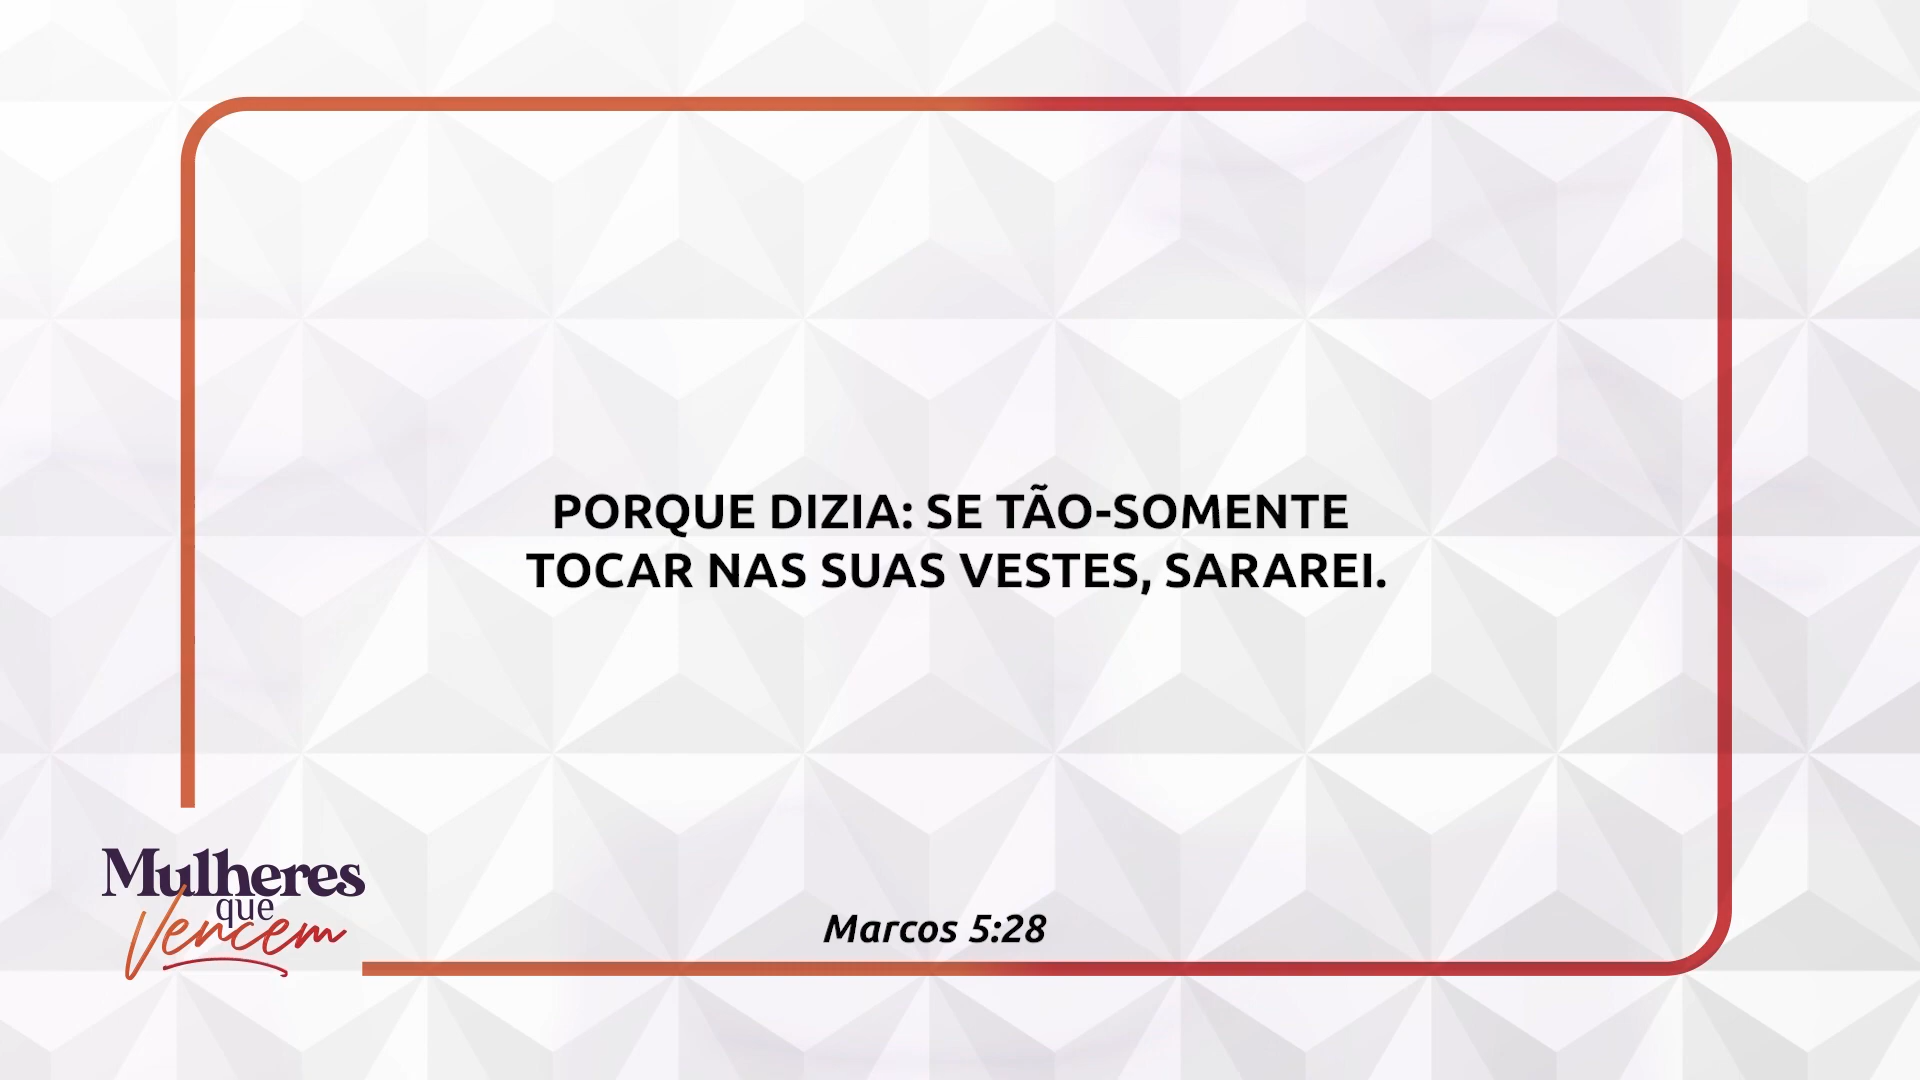 PORQUE DIZIA: SE TÃO-SOMENTE
TOCAR NAS SUAS VESTES, SARAREI.
Mulheres
que
Vencem
Marcos 5:28